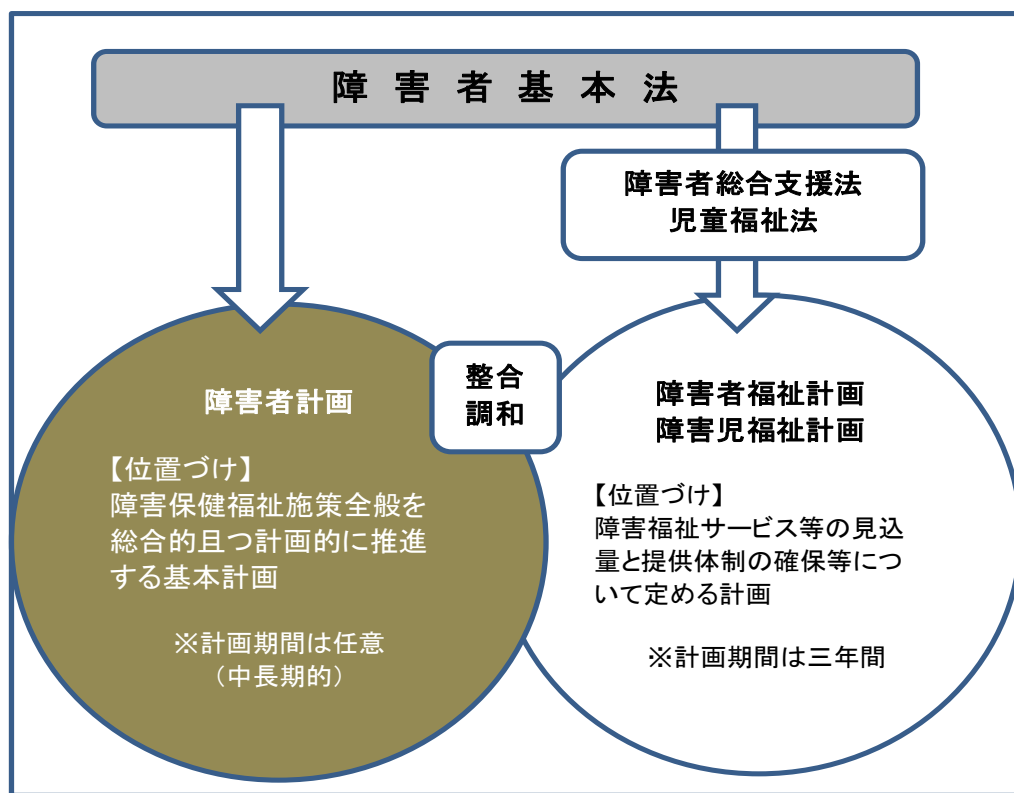 障害者基本法
障害者総合支援法
児童福祉法
整合
調和
障害者計画
【位置づけ】
障害保健福祉施策全般を
総合的且つ計画的に推進
する基本計画
※計画期間は任意
（中長期的）
障害者福祉計画
障害児福祉計画
【位置づけ】
障害福祉サービス等の見込
量と提供体制の確保等につ
いて定める計画
※計画期間は三年間